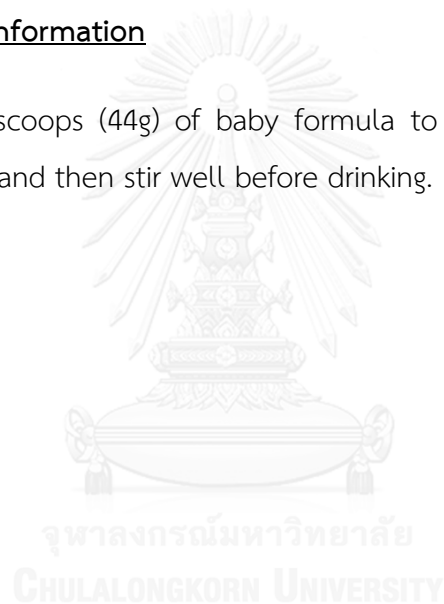 nformation
scoops (44g) of baby formula to
and then stir well before drinking.
จุฬาลงกรณ์มหาวิทยาลัย
CHULALONGKORN UNIVERSITY